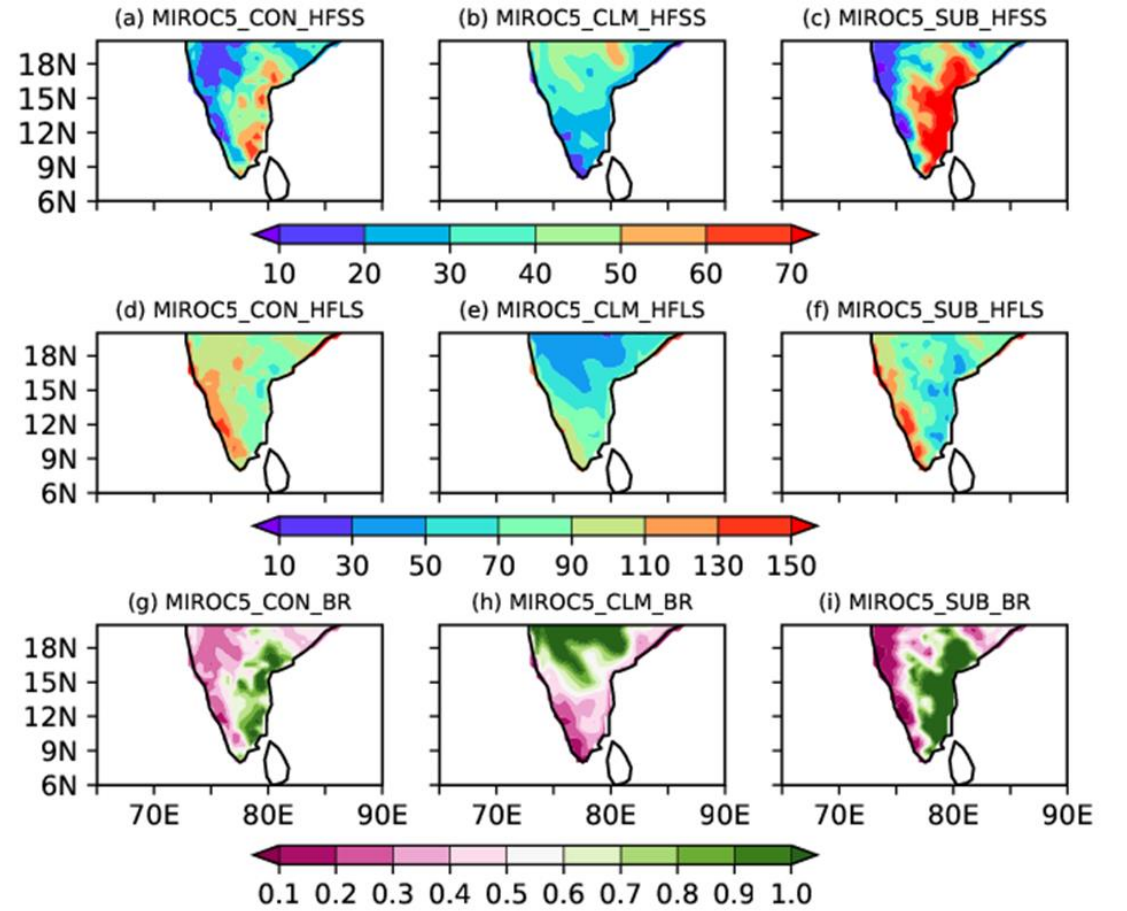 (a) MIROC5_CON_HFSS (b) MIROC5_CLM_HFSS (c) MIROC5_SUB_HFSS
18N
15N
12N
9N
6N
10 20 30 40 50 60 70
(d) MIROC5_CON_HFLS (e) MIROC5_CLM_HFLS (f) MIROC5_SUB_HFLS
18N
15N
12N
9N
6N
10 30 50 70 90 110 130 150
(g) MIROC5_CON_BR (h) MIROC5_CLM_BR (i) MIROC5_SUB_BR
18N
15N
12N
9N
6N
70E 80E 90E 70E 80E 90E 70E 80E 90E
0.1 0.2 0.3 0.4 0.5 0.6 0.7 0.8 0.9 1.0